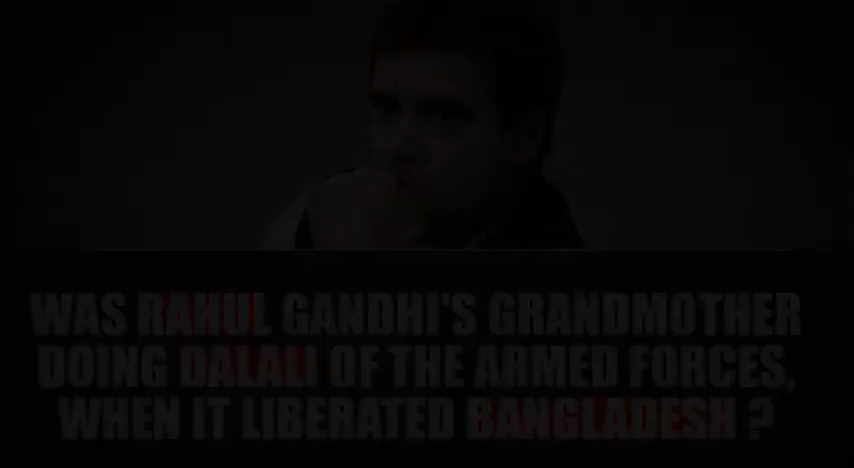 WAS RAHUL GANDHI'S GRANDMOTHER
DOING DALALI OF THE ARMED FORCES,
WHEN IT LIBERATED BANGLADESH ?